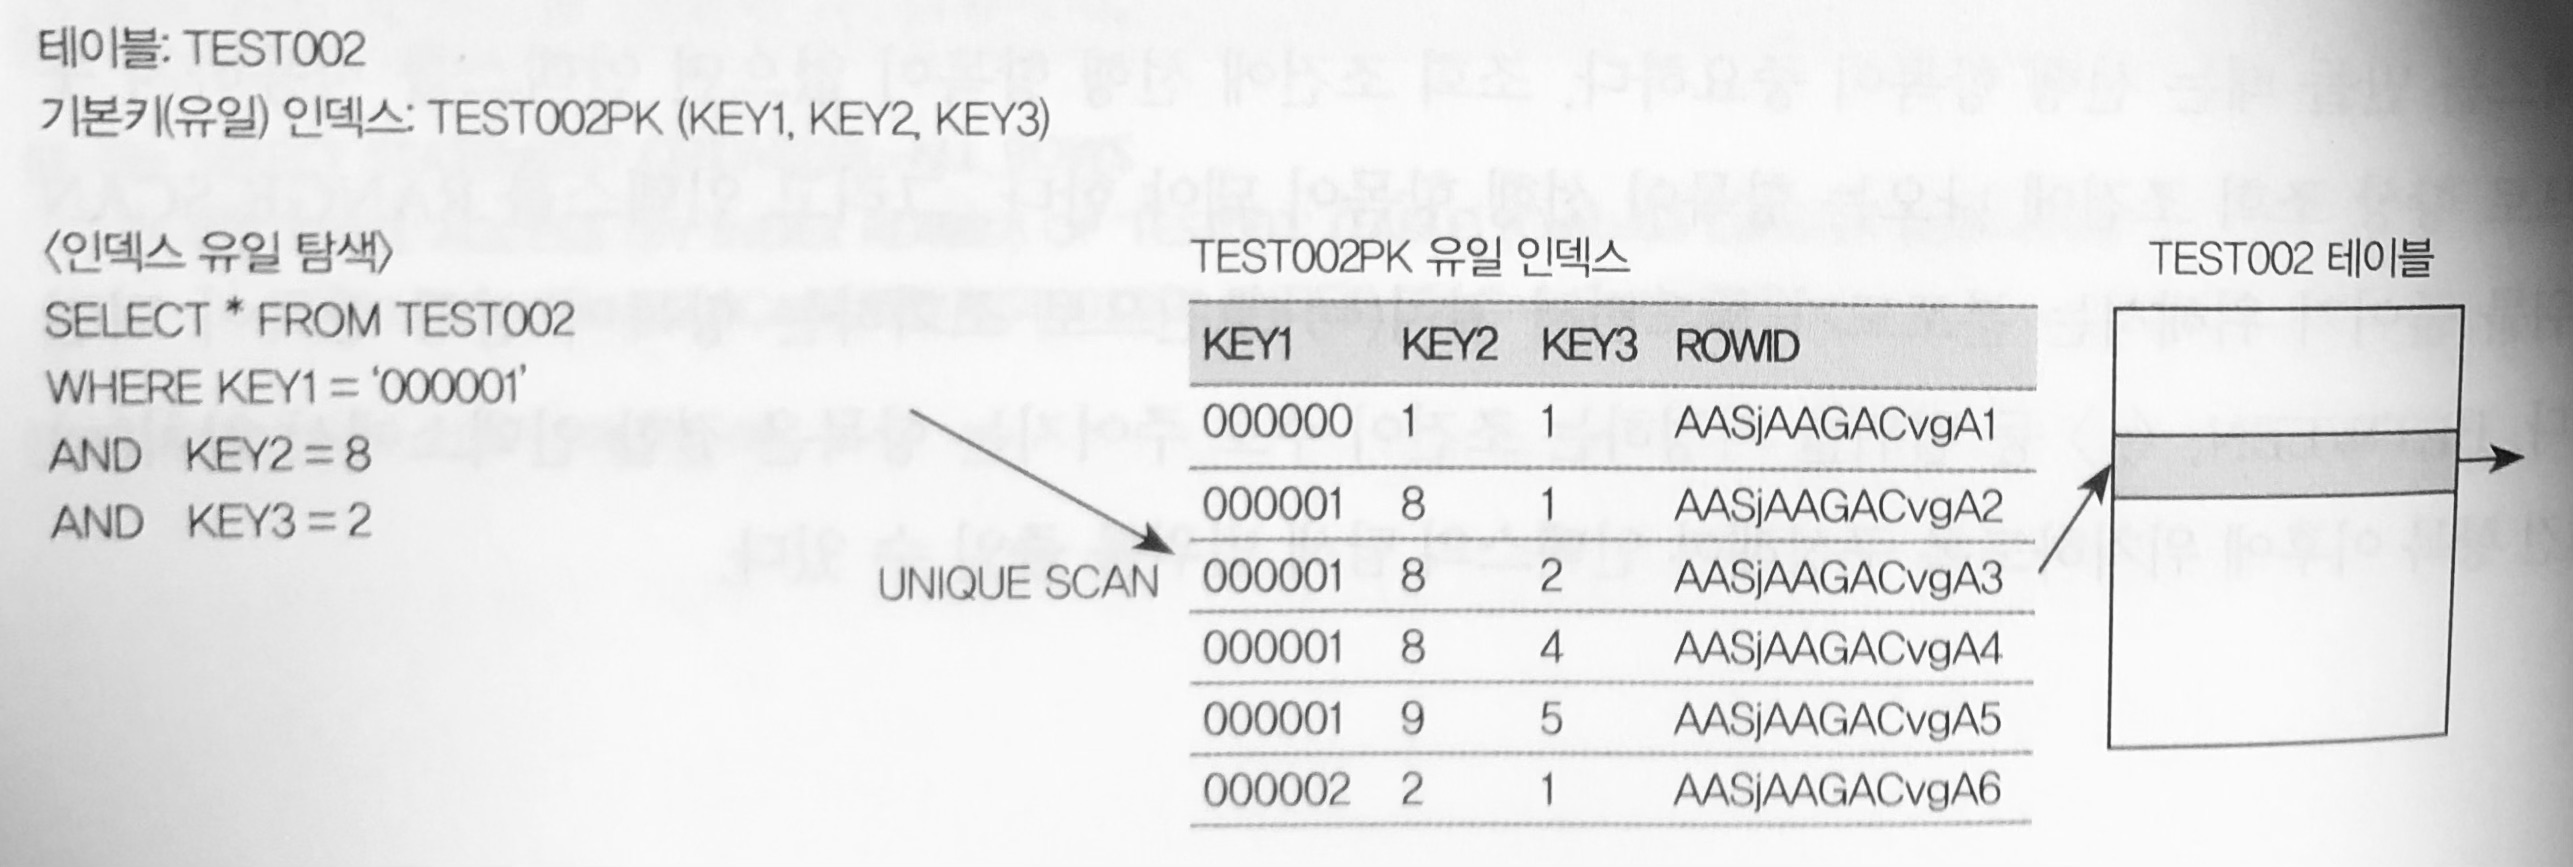 테이블: TEST002
기본키(유일) 인덱스: TEST002PK (KEY1, KEY2, KEY3)
〈인덱스 유일 탐색〉
SELECT * FROM TEST002
WHERE KEY1 = ‘000001’
AND KEY2 = 8
AND KEY3 = 2
UNIQUE SCAN
TEST002PK 유일 인덱스
KEY1 KEY2 KEY3 ROWID
000000 1 1 AASjAAGACvgA1
000001 8 1 AASjAAGACvgA2
000001 8 2 AASjAAGACvgA3
000001 8 4 AASjAAGACvgA4
000001 9 5 AASjAAGACvgA5
000002 2 1 AASjAAGACvgA6
TEST002 테이블